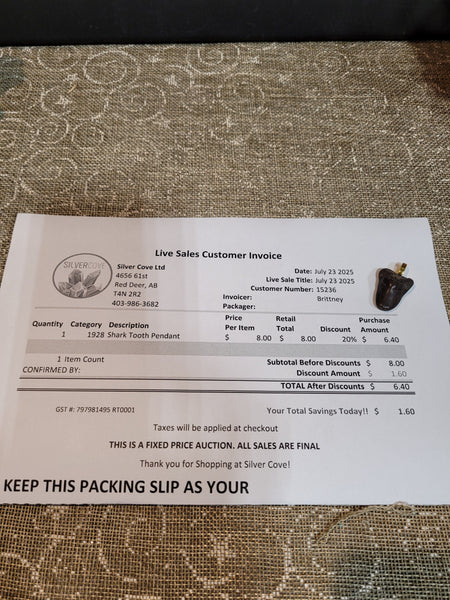 Live Sales Customer Invoice
SILVERCOVE
Silver Cove Ltd
4656 61st
Red Deer, AB
T4N 2R2
403-986-3682
Date: July 23 2025
Live Sale Title: July 23 2025
Customer Number: 15236
Invoicer: Brittney
Packager:
Quantity Category Description Price Per Item Retail Total Discount Purchase Amount
1 1928 Shark Tooth Pendant $ 8.00 $ 8.00 20% $ 6.40
1 Item Count Subtotal Before Discounts $ 8.00
CONFIRMED BY: Discount Amount $ 1.60
TOTAL After Discounts $ 6.40
GST #: 797981495 RT0001 Your Total Savings Today!! $ 1.60
Taxes will be applied at checkout
THIS IS A FIXED PRICE AUCTION. ALL SALES ARE FINAL
Thank you for Shopping at Silver Cove!
KEEP THIS PACKING SLIP AS YOUR